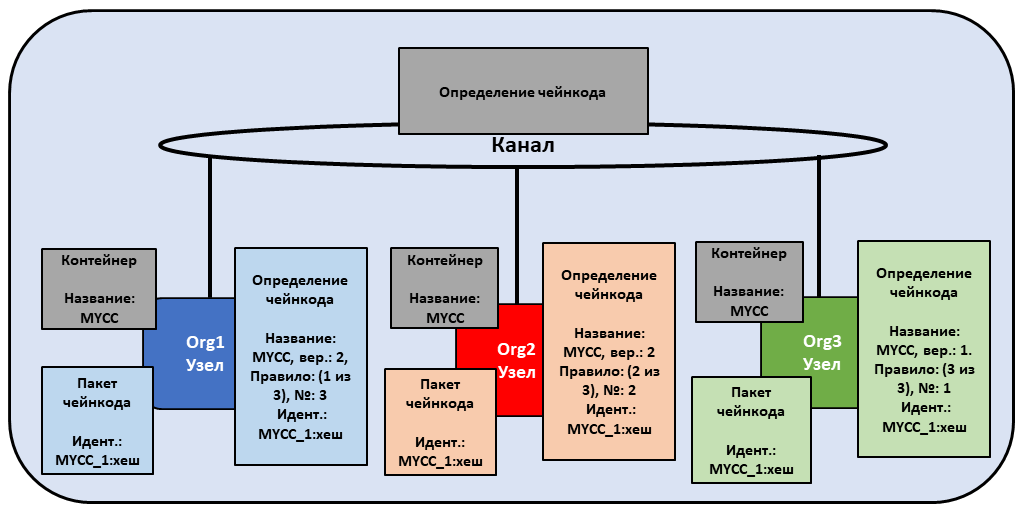 Определение чейнкода
Канал
Контейнер
Название:
MYCC
Org1
Узел
Пакет
чейнкода
Идент.:
MYCC_1:хеш
Определение
чейнкода
Название:
MYCC, вер.: 2,
Правило: (1 из
3), №: 3
Идент.:
MYCC_1:хеш
Контейнер
Название:
MYCC
Org2
Узел
Пакет
чейнкода
Идент.:
MYCC_1:хеш
Определение
чейнкода
Название:
MYCC, вер.: 2
Правило: (2 из
3), №: 2
Идент.:
MYCC_1:хеш
Контейнер
Название:
MYCC
Org3
Узел
Пакет
чейнкода
Идент.:
MYCC_1:хеш
Определение
чейнкода
Название:
MYCC, вер.: 1.
Правило: (3 из
3), №: 1
Идент.:
MYCC_1:хеш